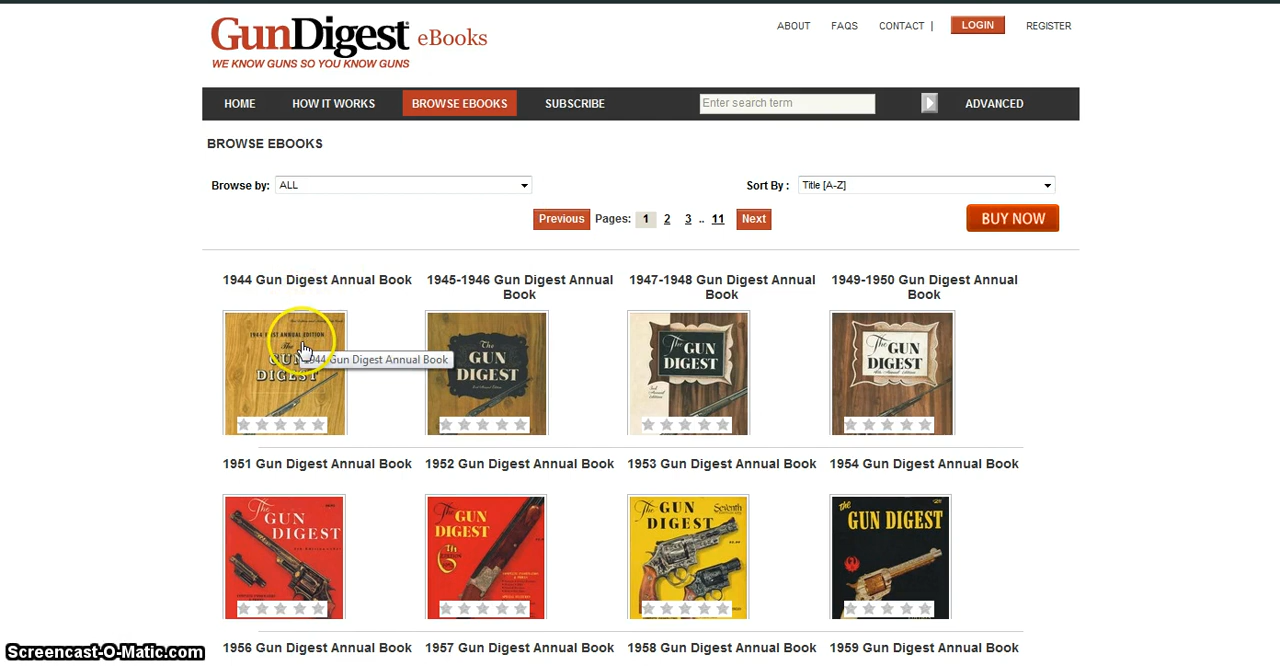 GunDigest eBooks
WE KNOW GUNS SO YOU KNOW GUNS
ABOUT FAQS CONTACT | LOGIN REGISTER
HOME HOW IT WORKS BROWSE EBOOKS SUBSCRIBE Enter search term ADVANCED
BROWSE EBOOKS
Browse by: ALL Sort By : Title [A-Z]
Previous Pages: 1 2 3 .. 11 Next BUY NOW
1944 Gun Digest Annual Book
1945-1946 Gun Digest Annual
Book
1947-1948 Gun Digest Annual
Book
1949-1950 Gun Digest Annual
Book
The
DIGEST
1944 Gun Digest Annual Book
The
GUN
DIGEST
The GUN
DIGEST
The GUN
DIGEST
1951 Gun Digest Annual Book 1952 Gun Digest Annual Book 1953 Gun Digest Annual Book 1954 Gun Digest Annual Book
The
GUN
DIGEST
The
GUN
DIGEST
6th
The GUN Seventh
DIGEST
the
GUN DIGEST
1956 Gun Digest Annual Book 1957 Gun Digest Annual Book 1958 Gun Digest Annual Book 1959 Gun Digest Annual Book
Screencast-O-Matic.com